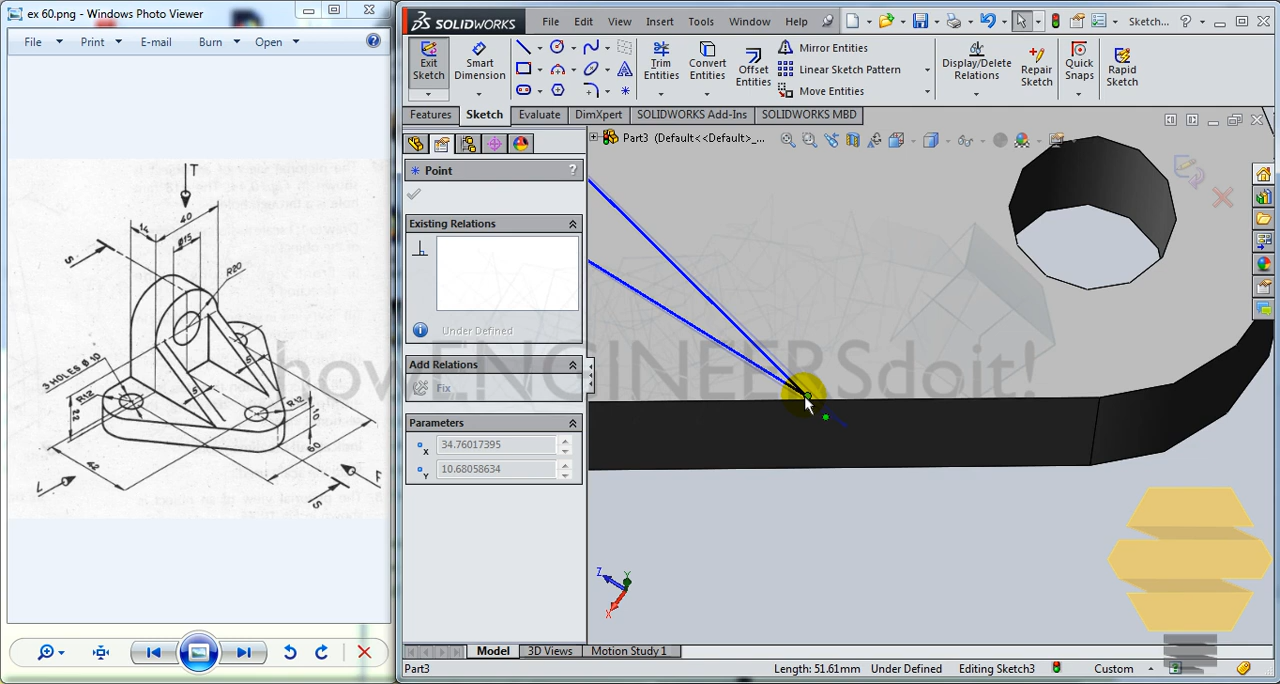 ex 60.png - Windows Photo Viewer
File Print E-mail Burn Open
T
40
14
Ø15
S
R20
3 HOLES Ø 10
R12
22
5
5
R12
10
60
42
L
F
S
SOLIDWORKS
File Edit View Insert Tools Window Help
Sketch...
Exit Sketch
Smart Dimension
Trim Entities
Convert Entities
Offset Entities
Mirror Entities
Linear Sketch Pattern
Move Entities
Display/Delete Relations
Repair Sketch
Quick Snaps
Rapid Sketch
Features Sketch Evaluate DimXpert SOLIDWORKS Add-Ins SOLIDWORKS MBD
Part3 (Default<<Default>_...
Point ?
Existing Relations
Under Defined
Add Relations
Fix
Parameters
X 34.76017395
Y 10.68058634
howENGINEERSdoit!
Z Y
X
Model 3D Views Motion Study 1
Part3 Length: 51.61mm Under Defined Editing Sketch3 Custom